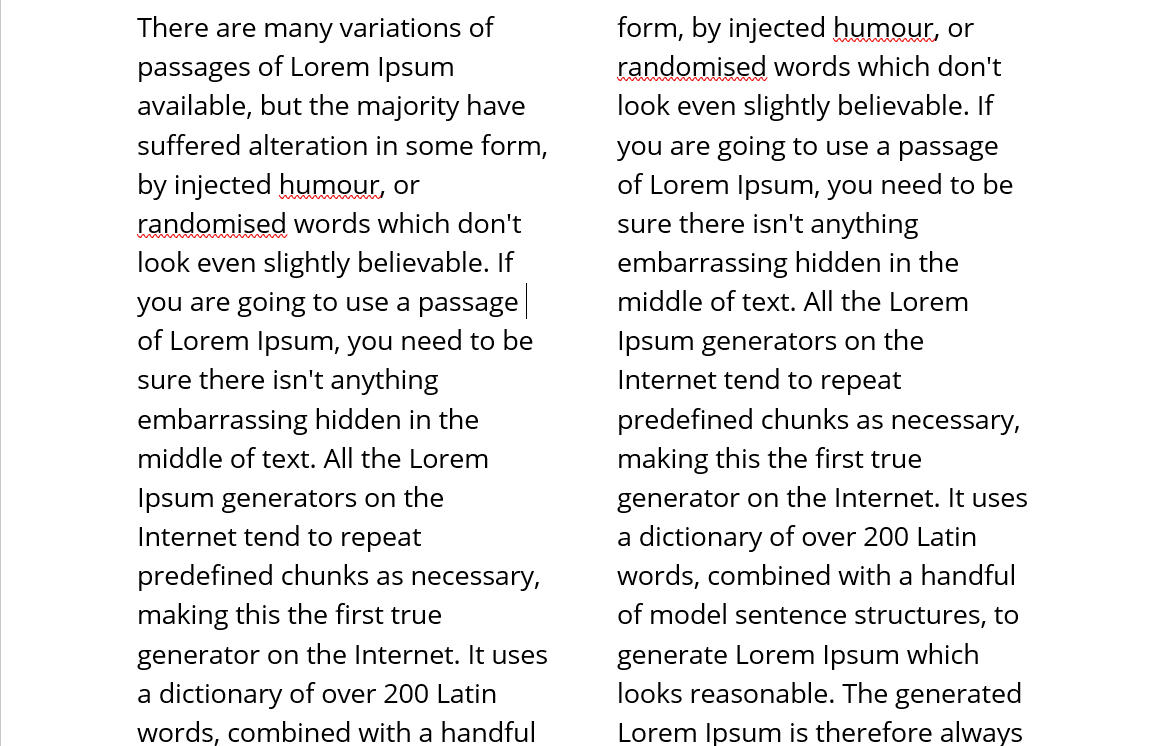 There are many variations of
passages of Lorem Ipsum
available, but the majority have
suffered alteration in some form,
by injected humour, or
randomised words which don't
look even slightly believable. If
you are going to use a passage
of Lorem Ipsum, you need to be
sure there isn't anything
embarrassing hidden in the
middle of text. All the Lorem
Ipsum generators on the
Internet tend to repeat
predefined chunks as necessary,
making this the first true
generator on the Internet. It uses
a dictionary of over 200 Latin
words, combined with a handful
form, by injected humour, or
randomised words which don't
look even slightly believable. If
you are going to use a passage
of Lorem Ipsum, you need to be
sure there isn't anything
embarrassing hidden in the
middle of text. All the Lorem
Ipsum generators on the
Internet tend to repeat
predefined chunks as necessary,
making this the first true
generator on the Internet. It uses
a dictionary of over 200 Latin
words, combined with a handful
of model sentence structures, to
generate Lorem Ipsum which
looks reasonable. The generated
Lorem Ipsum is therefore always